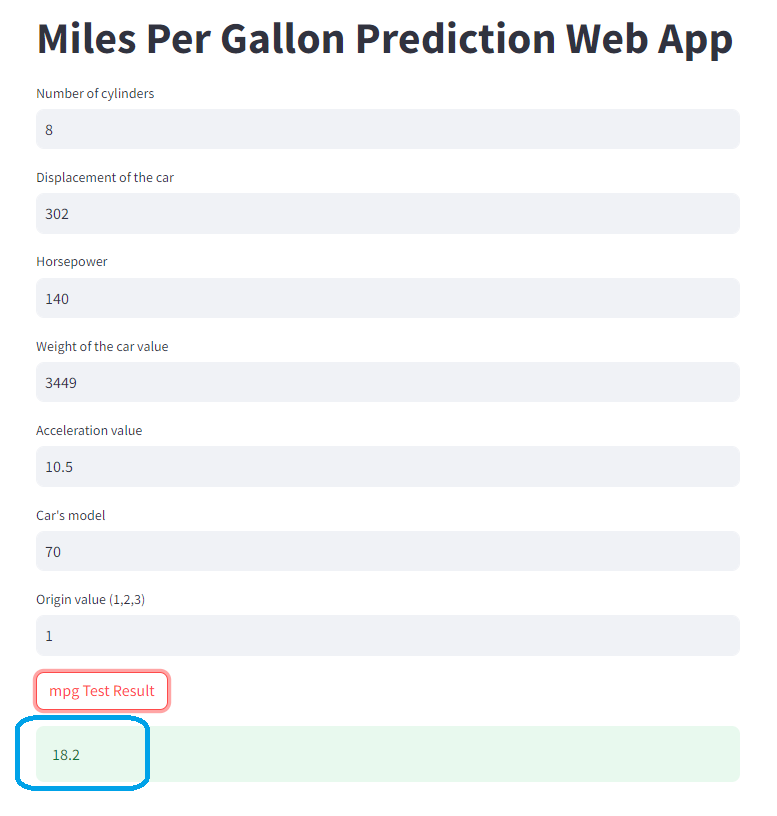 Miles Per Gallon Prediction Web App
Number of cylinders
8
Displacement of the car
302
Horsepower
140
Weight of the car value
3449
Acceleration value
10.5
Car's model
70
Origin value (1,2,3)
1
mpg Test Result
18.2